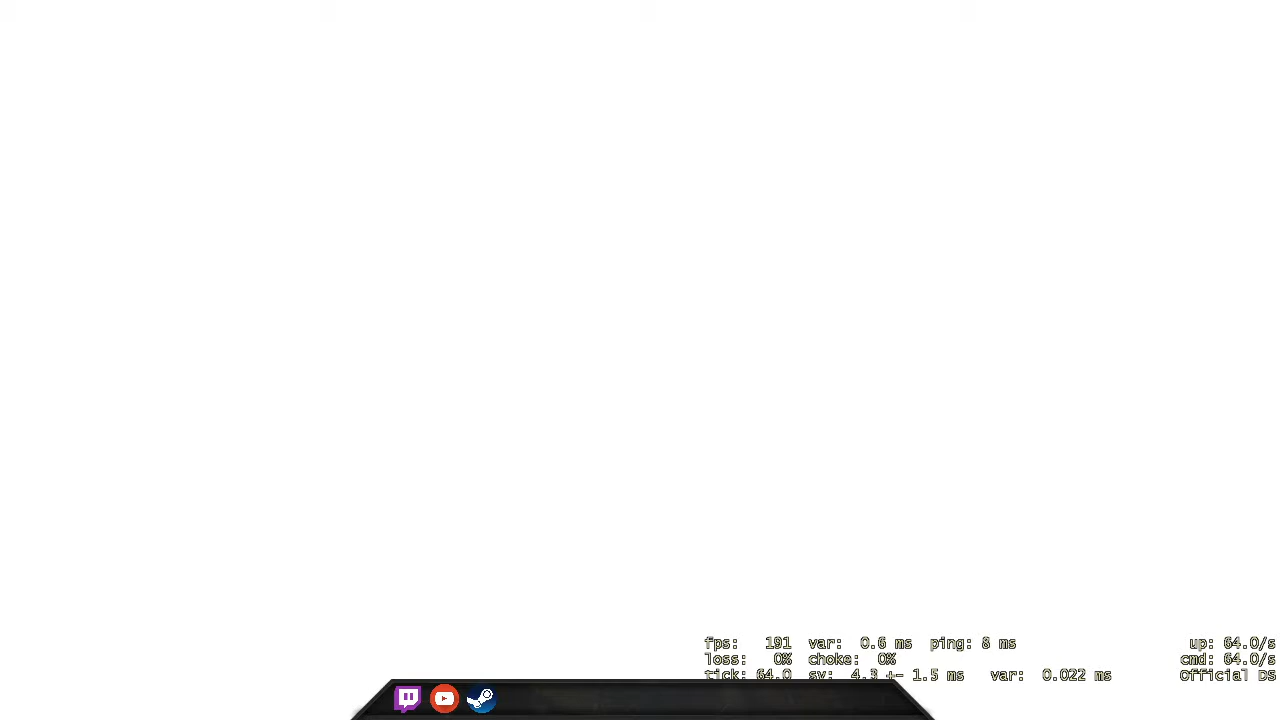 fps: 191 var: 0.6 ms ping: 8 ms up: 64.0/s
loss: 0% choke: 0% cmd: 64.0/s
tick: 64.0 sv: 4.3 +- 1.5 ms var: 0.022 ms Official DS